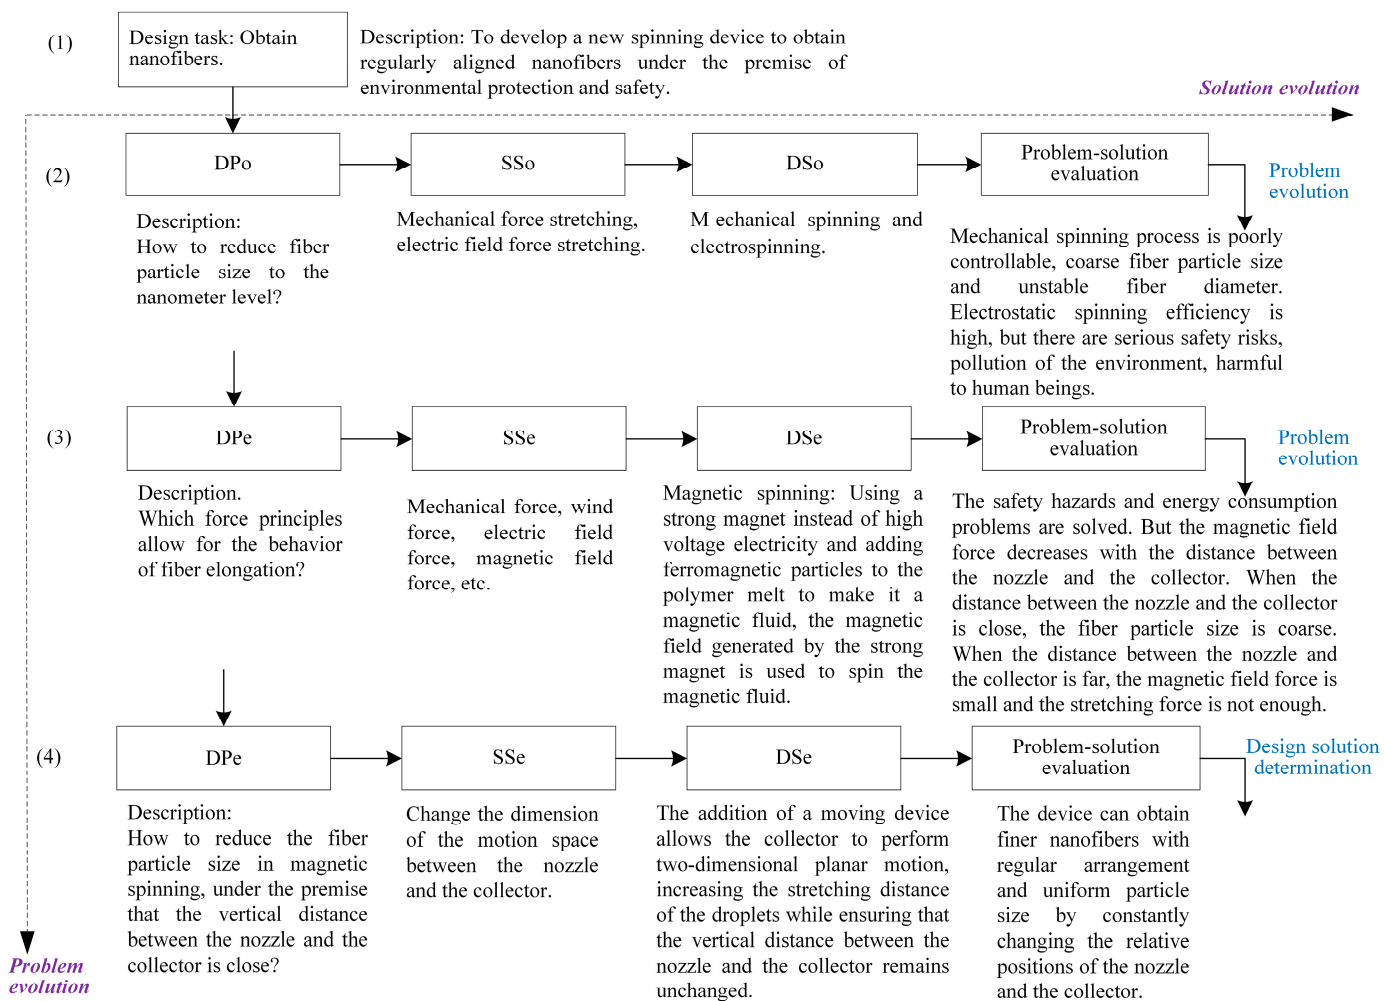 (1)
Design task: Obtain
nanofibers.
Description: To develop a new spinning device to obtain
regularly aligned nanofibers under the premise of
environmental protection and safety.
Solution evolution
(2)
DPo
SSo
DSo
Problem-solution
evaluation
Problem
evolution
Description:
How to reduce fiber
particle size to the
nanometer level?
Mechanical force stretching,
electric field force stretching.
M echanical spinning and
electrospinning.
Mechanical spinning process is poorly
controllable, coarse fiber particle size
and unstable fiber diameter.
Electrostatic spinning efficiency is
high, but there are serious safety risks,
pollution of the environment, harmful
to human beings.
(3)
DPe
SSe
DSe
Problem-solution
evaluation
Problem
evolution
Description.
Which force principles
allow for the behavior
of fiber elongation?
Mechanical force, wind
force, electric field
force, magnetic field
force, etc.
Magnetic spinning: Using a
strong magnet instead of high
voltage electricity and adding
ferromagnetic particles to the
polymer melt to make it a
magnetic fluid, the magnetic
field generated by the strong
magnet is used to spin the
magnetic fluid.
The safety hazards and energy consumption
problems are solved. But the magnetic field
force decreases with the distance between
the nozzle and the collector. When the
distance between the nozzle and the collector
is close, the fiber particle size is coarse.
When the distance between the nozzle and
the collector is far, the magnetic field force is
small and the stretching force is not enough.
(4)
DPe
SSe
DSe
Problem-solution
evaluation
Design solution
determination
Description:
How to reduce the fiber
particle size in magnetic
spinning, under the premise
that the vertical distance
between the nozzle and the
collector is close?
Change the dimension
of the motion space
between the nozzle
and the collector.
The addition of a moving device
allows the collector to perform
two-dimensional planar motion,
increasing the stretching distance
of the droplets while ensuring that
the vertical distance between the
nozzle and the collector remains
unchanged.
The device can obtain
finer nanofibers with
regular arrangement
and uniform particle
size by constantly
changing the relative
positions of the nozzle
and the collector.
Problem
evolution